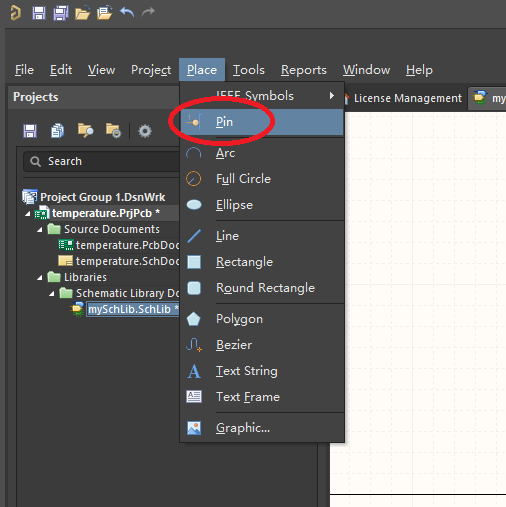 File Edit View Project Place Tools Reports Window Help
Projects
License Management
my
IEEE Symbols
Pin
Arc
Full Circle
Ellipse
Line
Rectangle
Round Rectangle
Polygon
Bezier
Text String
Text Frame
Graphic...
Search
Project Group 1.DsnWrk
temperature.PrjPcb *
Source Documents
temperature.PcbDoc
temperature.SchDoc
Libraries
Schematic Library Do
mySchLib.SchLib *